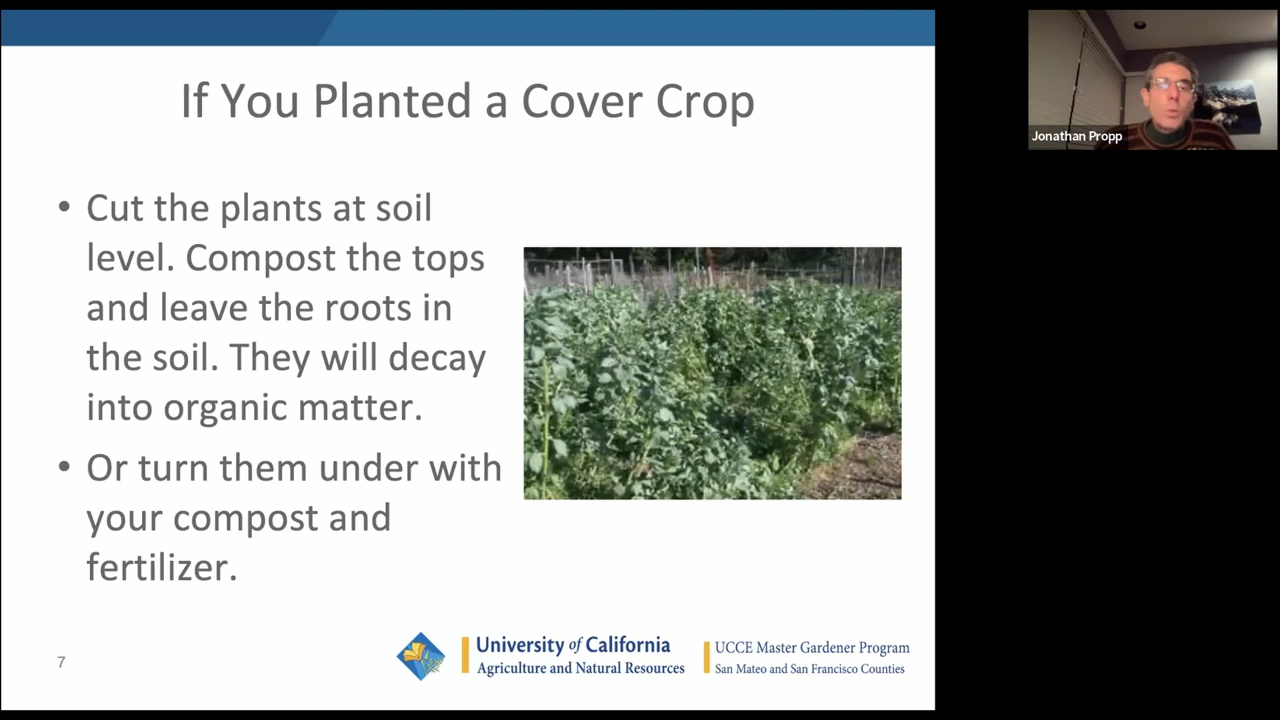 If You Planted a Cover Crop
• Cut the plants at soil
level. Compost the tops
and leave the roots in
the soil. They will decay
into organic matter.
• Or turn them under with
your compost and
fertilizer.
7
University of California
Agriculture and Natural Resources
UCCE Master Gardener Program
San Mateo and San Francisco Counties
Jonathan Propp